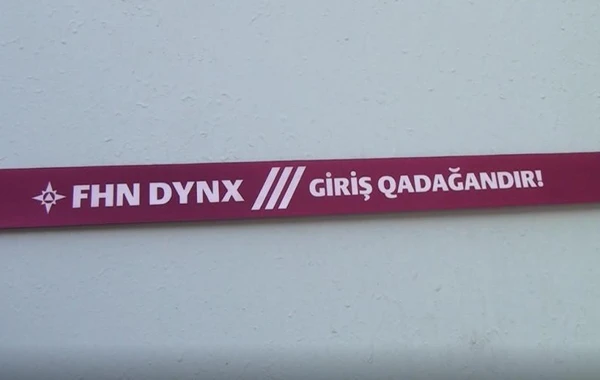 FHN DYNX /// GİRİŞ QADAĞANDIR!